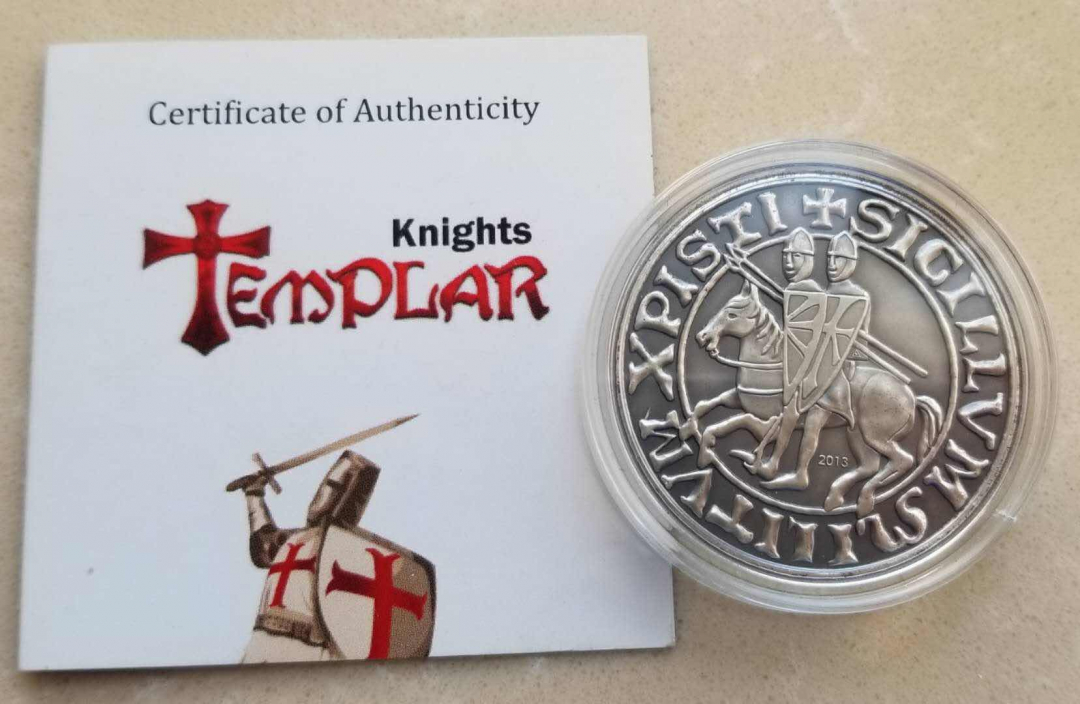 Certificate of Authenticity
Knights
TEMPLAR
✠ SIGILLVM MILITVM XPISTI
2013